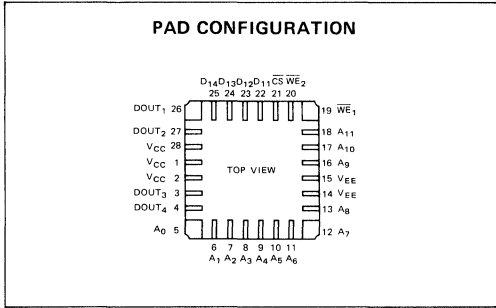 PAD CONFIGURATION
D14 D13 D12 D11 CS WE2
25 24 23 22 21 20
DOUT1 26
19 WE1
DOUT2 27
18 A11
VCC 28
17 A10
VCC 1
16 A9
VCC 2
TOP VIEW
15 VEE
DOUT3 3
14 VEE
DOUT4 4
13 A8
A0 5
12 A7
6 7 8 9 10 11
A1 A2 A3 A4 A5 A6